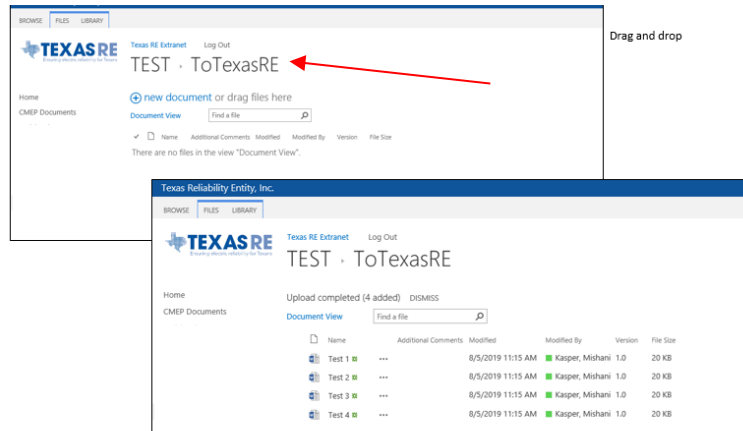 BROWSE FILES LIBRARY
Drag and drop
TEXAS RE
Ensuring electric reliability for Texans
Texas RE Extranet Log Out
TEST ToTexasRE
Home
CMEP Documents
new document or drag files here
Document View Find a file
Name Additional Comments Modified Modified By Version File Size
There are no files in the view "Document View".
Texas Reliability Entity, Inc.
BROWSE FILES LIBRARY
TEXAS RE
Ensuring electric reliability for Texans
Texas RE Extranet Log Out
TEST ToTexasRE
Home
CMEP Documents
Upload completed (4 added) DISMISS
Document View Find a file
Name Additional Comments Modified Modified By Version File Size
Test 1 ... 8/5/2019 11:15 AM Kasper, Mishani 1.0 20 KB
Test 2 ... 8/5/2019 11:15 AM Kasper, Mishani 1.0 20 KB
Test 3 ... 8/5/2019 11:15 AM Kasper, Mishani 1.0 20 KB
Test 4 ... 8/5/2019 11:15 AM Kasper, Mishani 1.0 20 KB